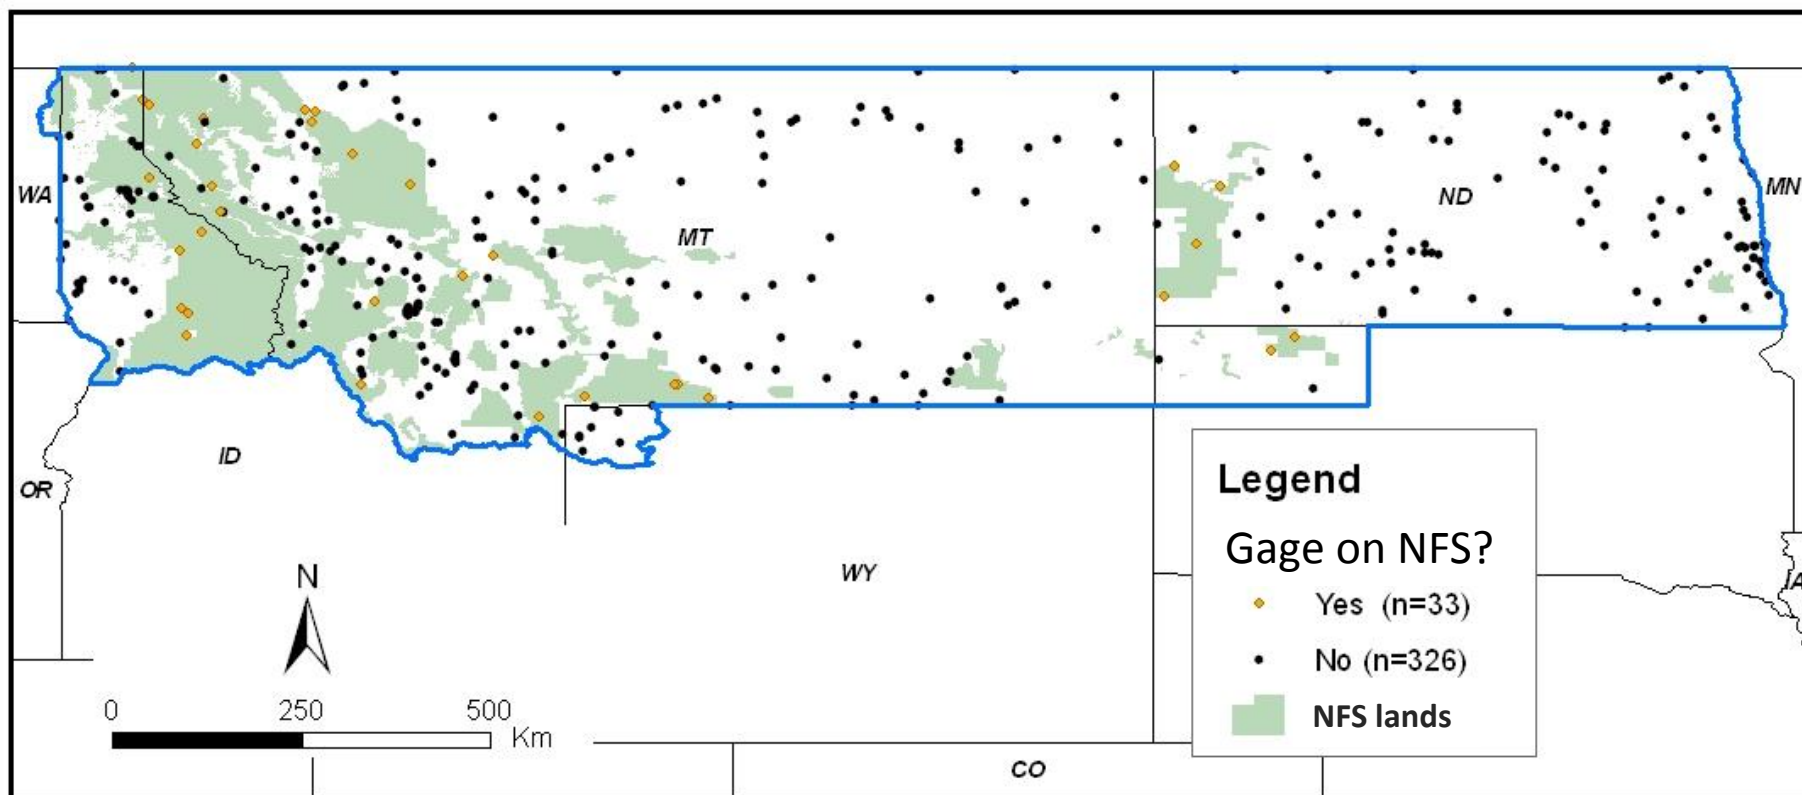 WA
MT
ND
MN
ID
OR
WY
IA
CO
N
0 250 500
Km
Legend
Gage on NFS?
Yes (n=33)
No (n=326)
NFS lands